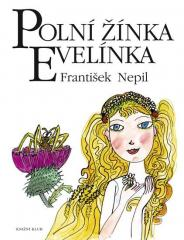 POLNÍ ŽÍNKA
EVELÍNKA
František Nepil
KNIŽNÍ KLUB